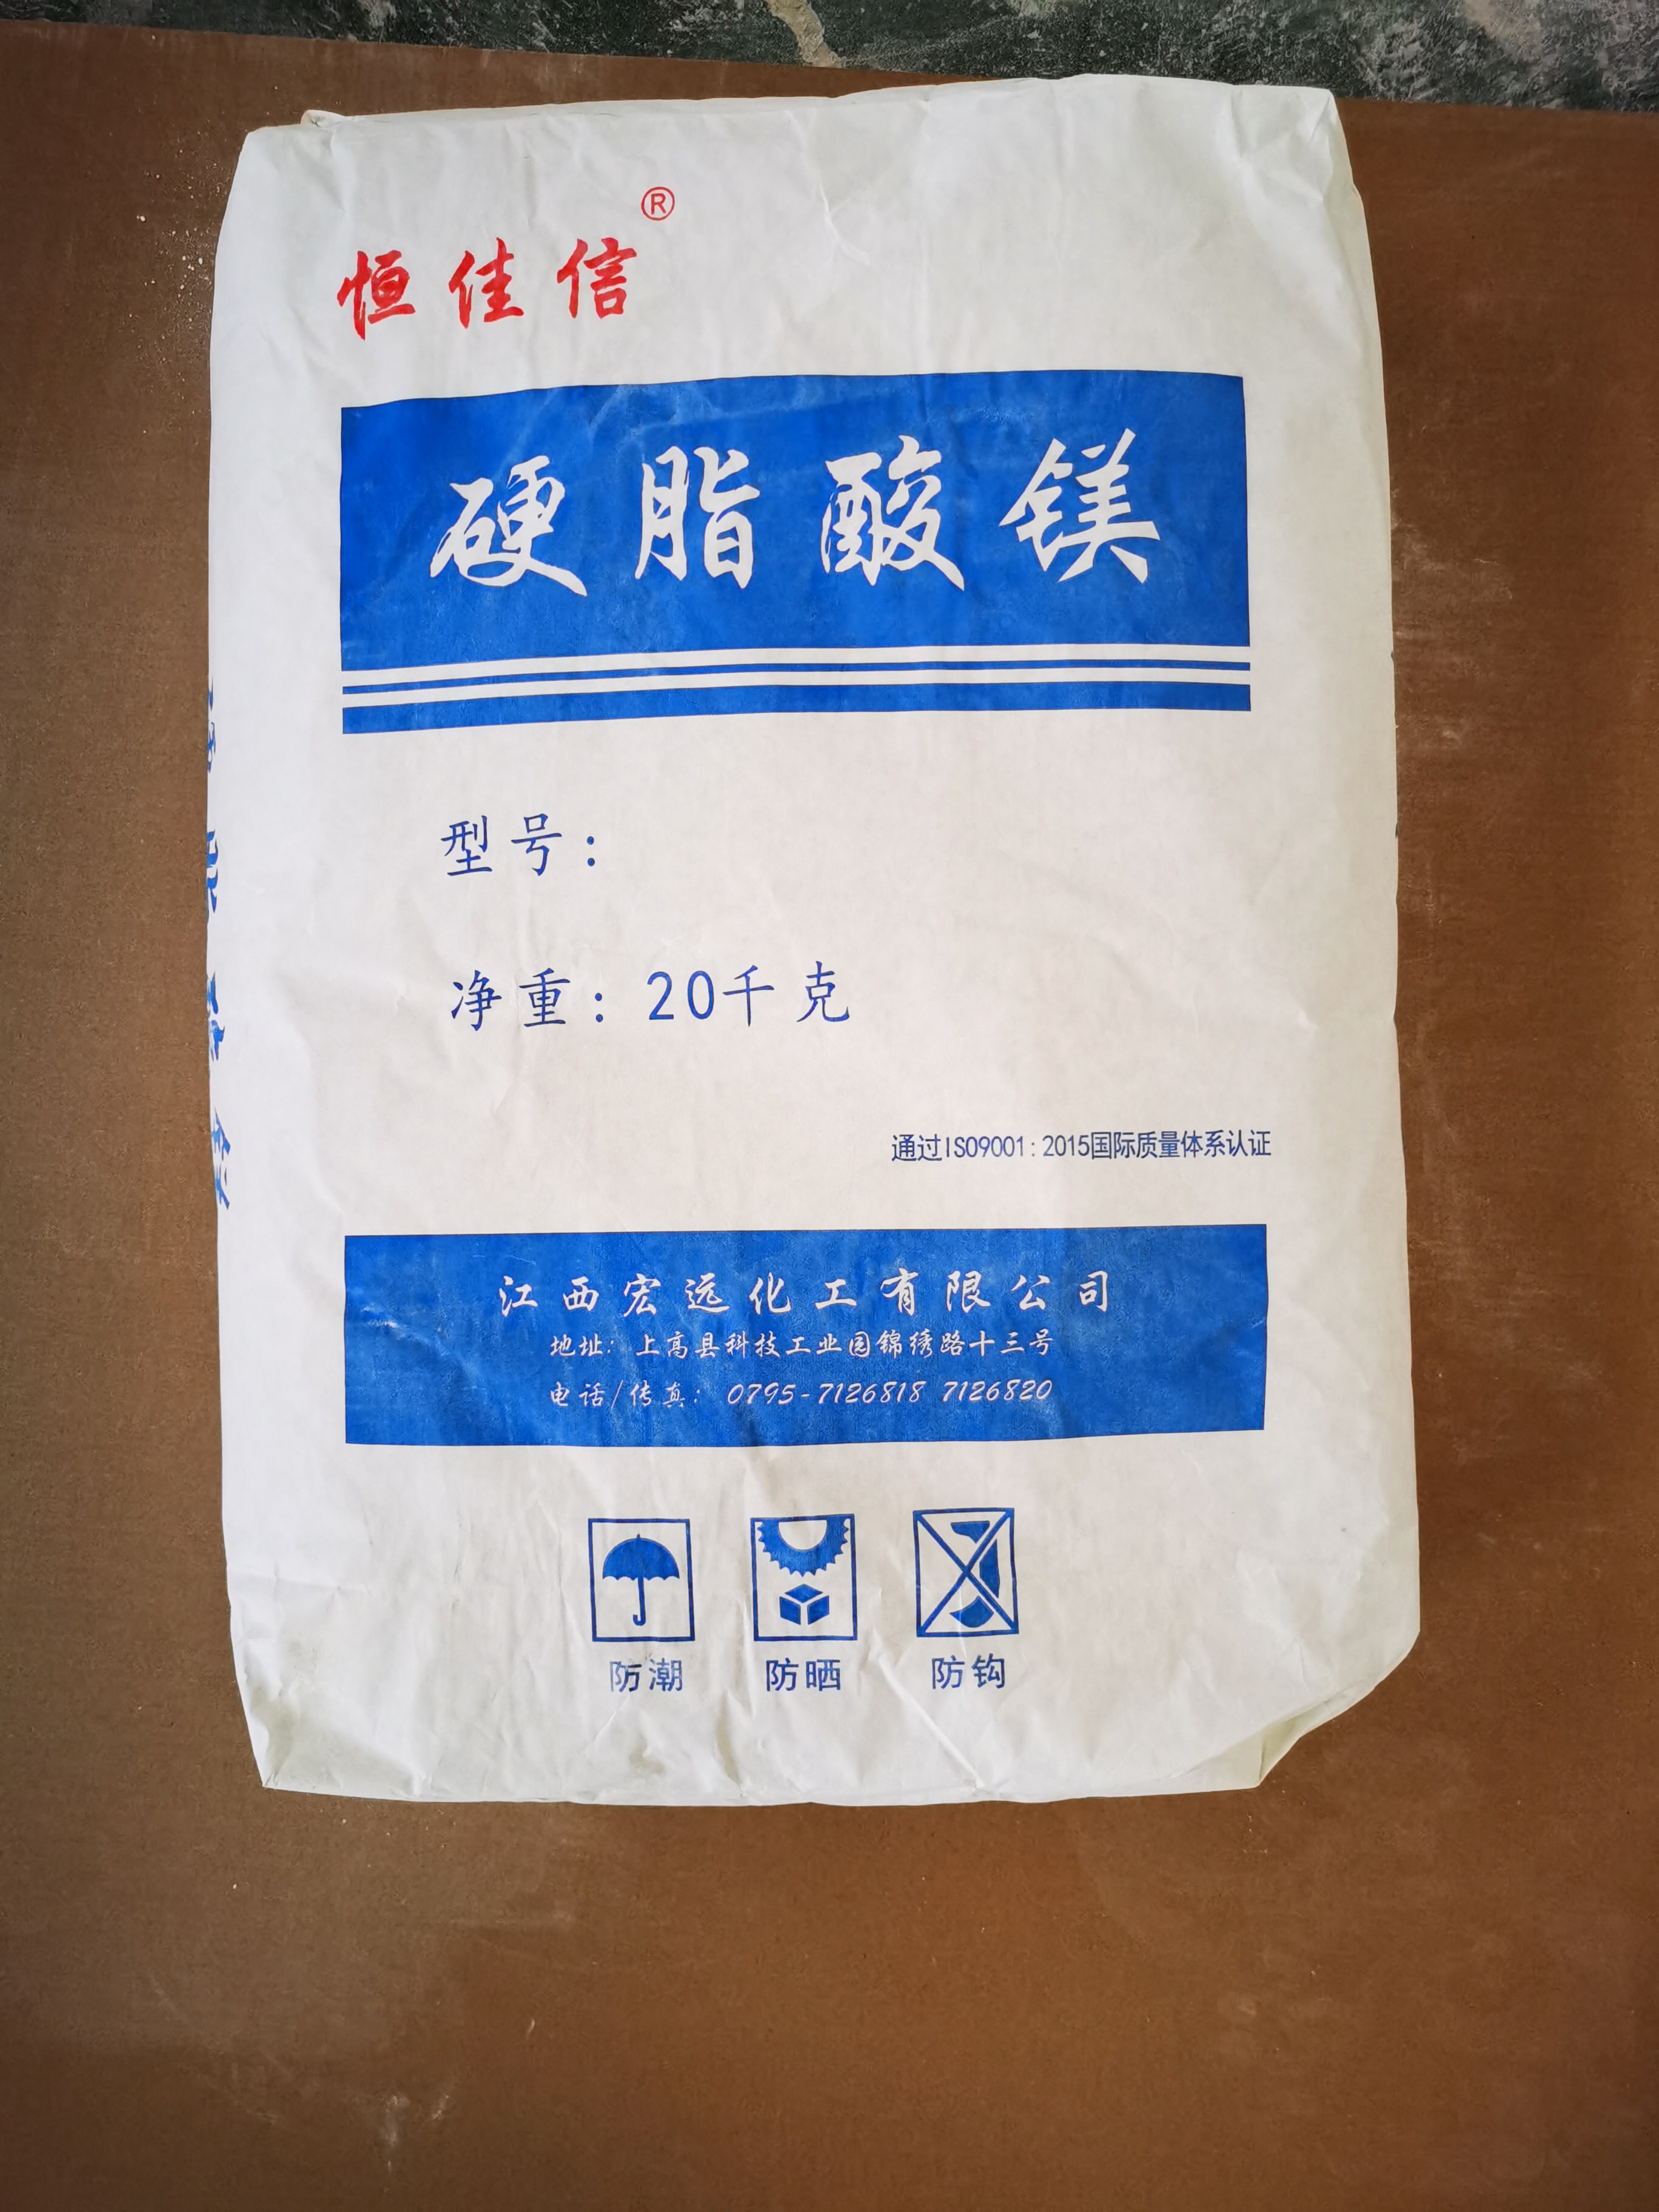 恒佳信®
硬脂酸镁
型号：
净重：20千克
通过ISO9001:2015国际质量体系认证
江西宏远化工有限公司
地址：上高县科技工业园锦绣路十三号
电话/传真：0795-7126818 7126820
防潮 防晒 防钩